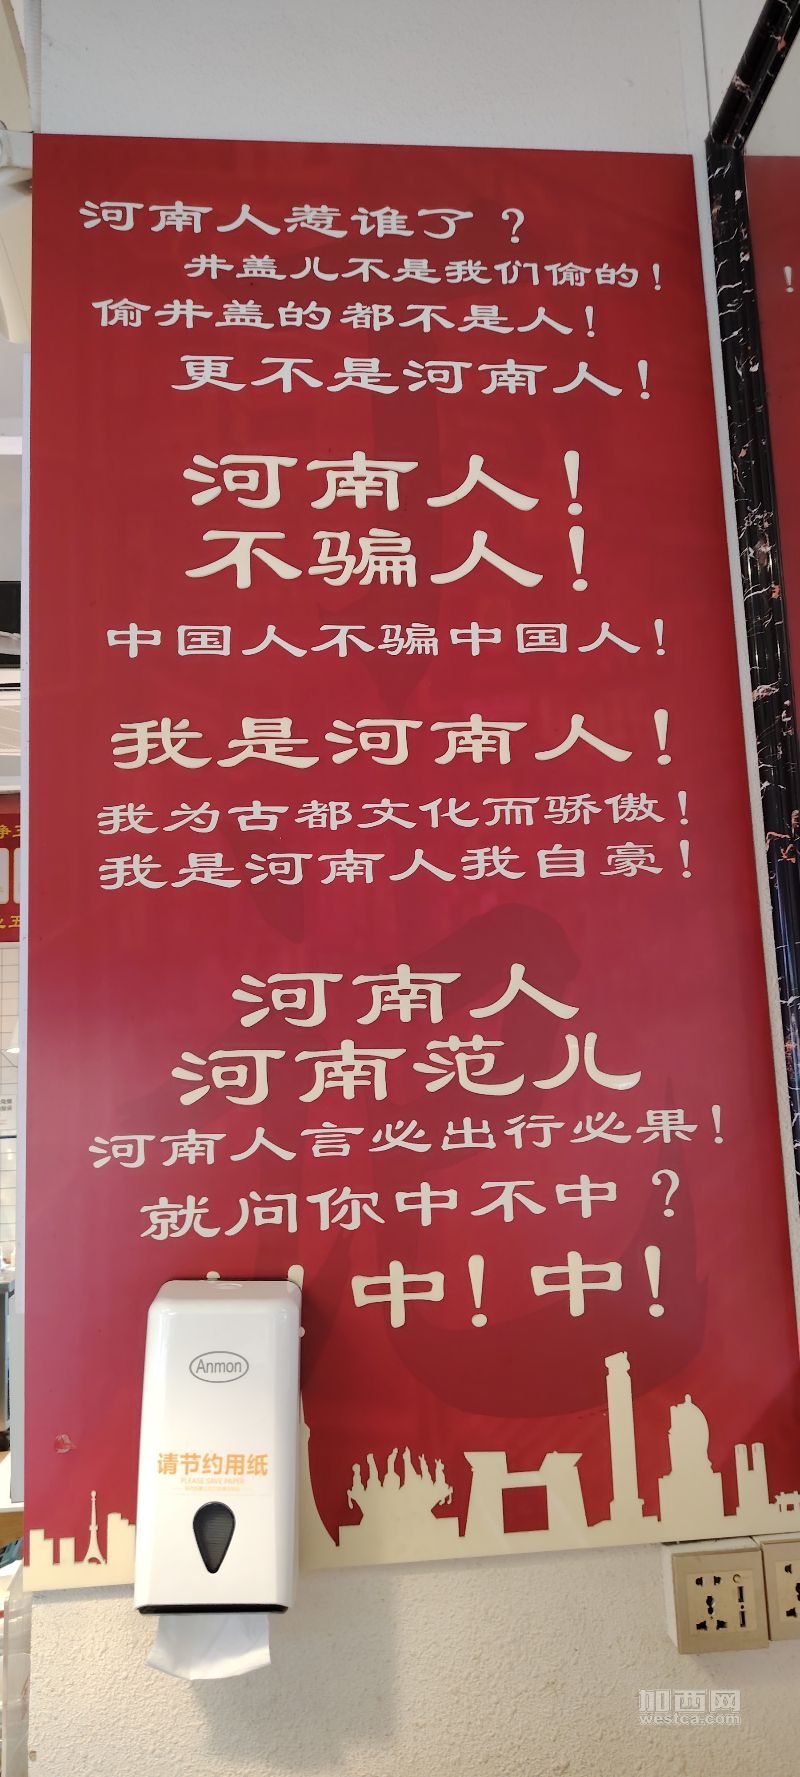 河南人惹谁了？
井盖儿不是我们偷的！
偷井盖的都不是人！
更不是河南人！
河南人！
不骗人！
中国人不骗中国人！
我是河南人！
我为古都文化而骄傲！
我是河南人我自豪！
河南人
河南范儿
河南人言必出行必果！
就问你中不中？
！中！中！
Anmon
请节约用纸
PLEASE SAVE PAPER
加西网
westca.com